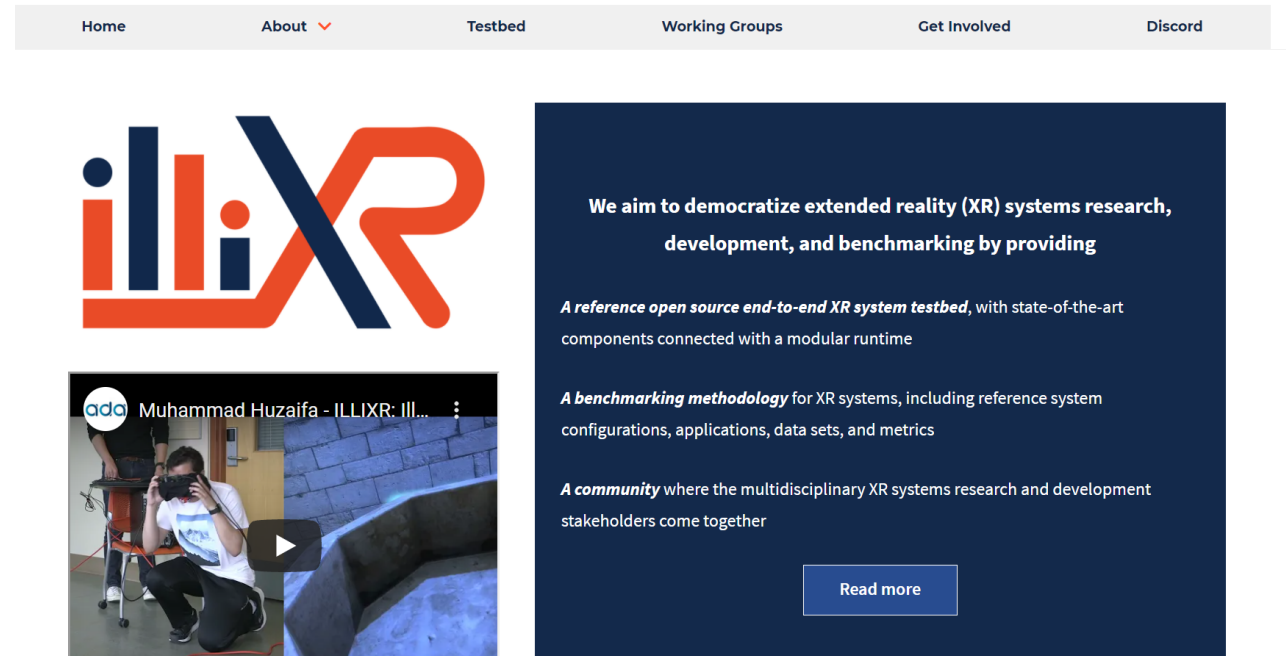 Home
About
Testbed
Working Groups
Get Involved
Discord
illiXR
We aim to democratize extended reality (XR) systems research,
development, and benchmarking by providing
A reference open source end-to-end XR system testbed, with state-of-the-art
components connected with a modular runtime
A benchmarking methodology for XR systems, including reference system
configurations, applications, data sets, and metrics
A community where the multidisciplinary XR systems research and development
stakeholders come together
Read more
ada
Muhammad Huzaifa - ILLIXR: Ill...